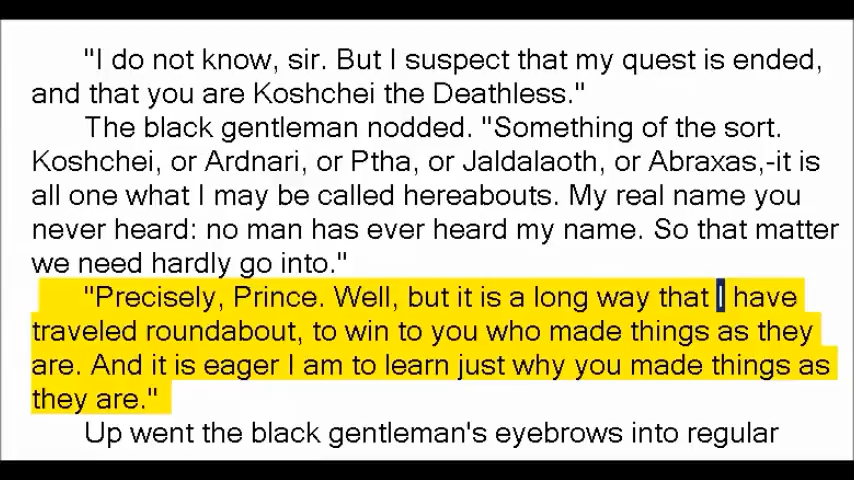 "I do not know, sir. But I suspect that my quest is ended,
and that you are Koshchei the Deathless."
The black gentleman nodded. "Something of the sort.
Koshchei, or Ardnari, or Ptha, or Jaldalaoth, or Abraxas,-it is
all one what I may be called hereabouts. My real name you
never heard: no man has ever heard my name. So that matter
we need hardly go into."
"Precisely, Prince. Well, but it is a long way that I have
traveled roundabout, to win to you who made things as they
are. And it is eager I am to learn just why you made things as
they are."
Up went the black gentleman's eyebrows into regular